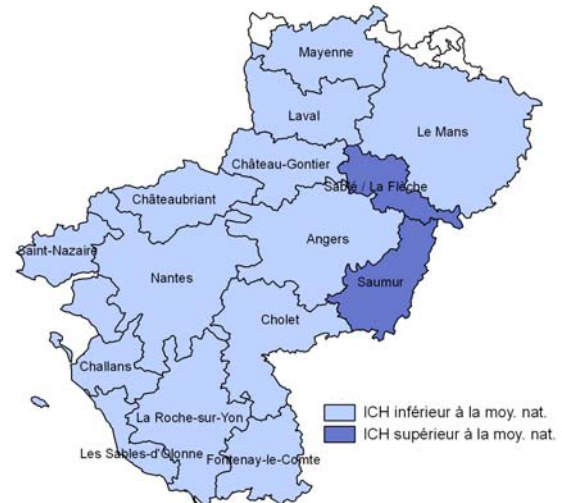 Mayenne
Laval
Le Mans
Château-Gontier
Sablé / La Flèche
Châteaubriant
Angers
Saint-Nazaire
Nantes
Saumur
Cholet
Challans
La Roche-sur-Yon
Les Sables-d'Olonne
Fontenay-le-Comte
ICH inférieur à la moy. nat.
ICH supérieur à la moy. nat.